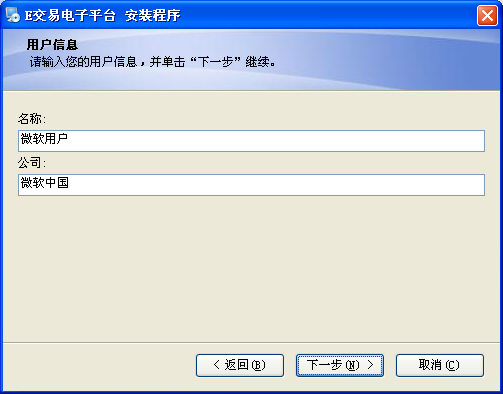 E交易电子平台 安装程序
用户信息
请输入您的用户信息，并单击“下一步”继续。
名称:
微软用户
公司:
微软中国
< 返回(B)
下一步(N) >
取消(C)